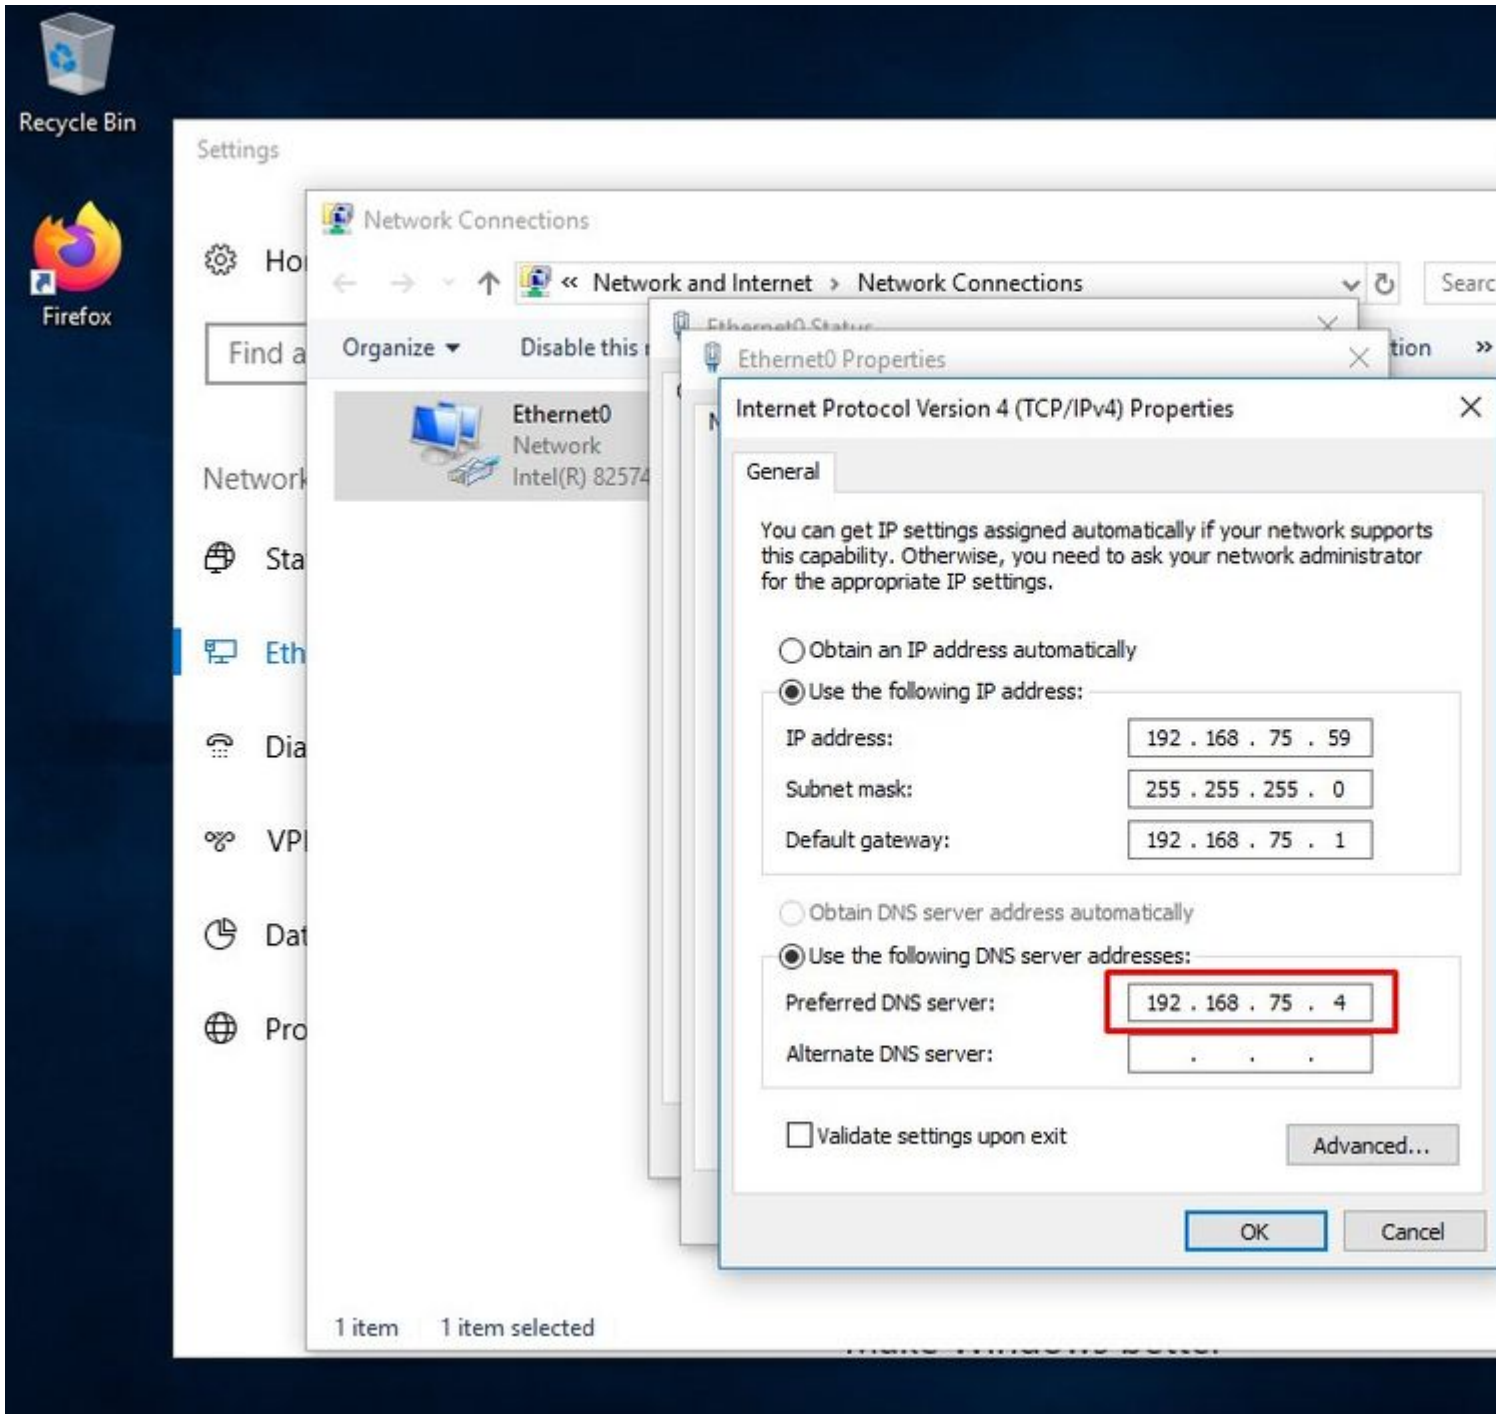 Recycle Bin
Firefox
Settings
Network Connections
Network and Internet > Network Connections
Organize
Disable this
Find a
Ethernet0
Network
Intel(R) 82574
Network
Ethernet0 Status
Ethernet0 Properties
Internet Protocol Version 4 (TCP/IPv4) Properties
General
You can get IP settings assigned automatically if your network supports
this capability. Otherwise, you need to ask your network administrator
for the appropriate IP settings.
Obtain an IP address automatically
Use the following IP address:
IP address: 192 . 168 . 75 . 59
Subnet mask: 255 . 255 . 255 . 0
Default gateway: 192 . 168 . 75 . 1
Obtain DNS server address automatically
Use the following DNS server addresses:
Preferred DNS server: 192 . 168 . 75 . 4
Alternate DNS server: . . .
Validate settings upon exit
Advanced...
OK
Cancel
1 item
1 item selected